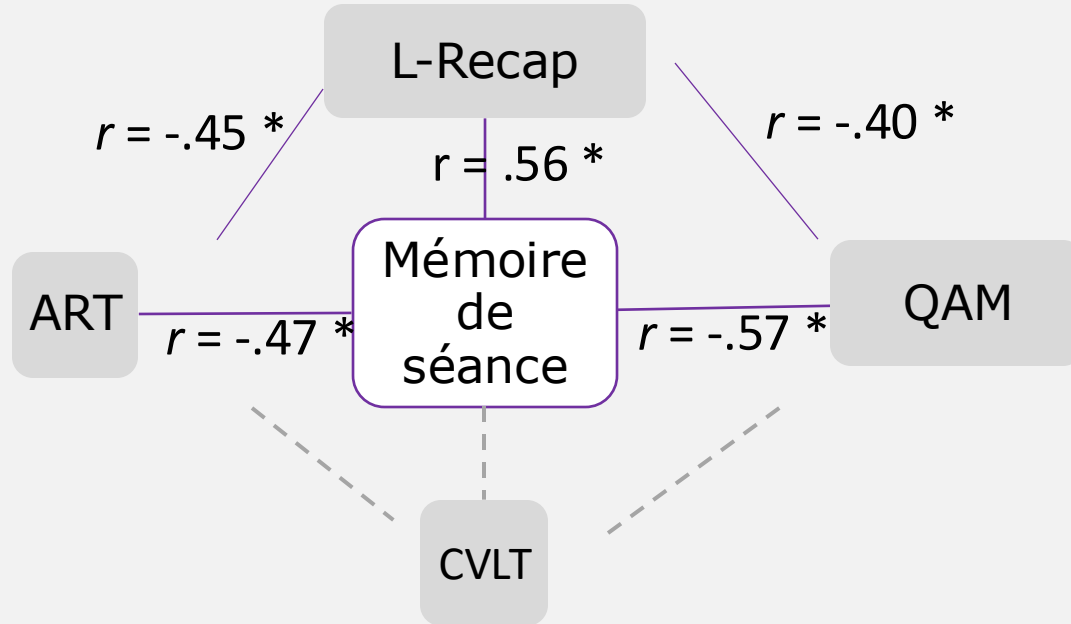 L-Recap
r = -.45 *
r = -.40 *
r = .56 *
Mémoire
de
séance
ART
QAM
r = -.47 *
r = -.57 *
CVLT